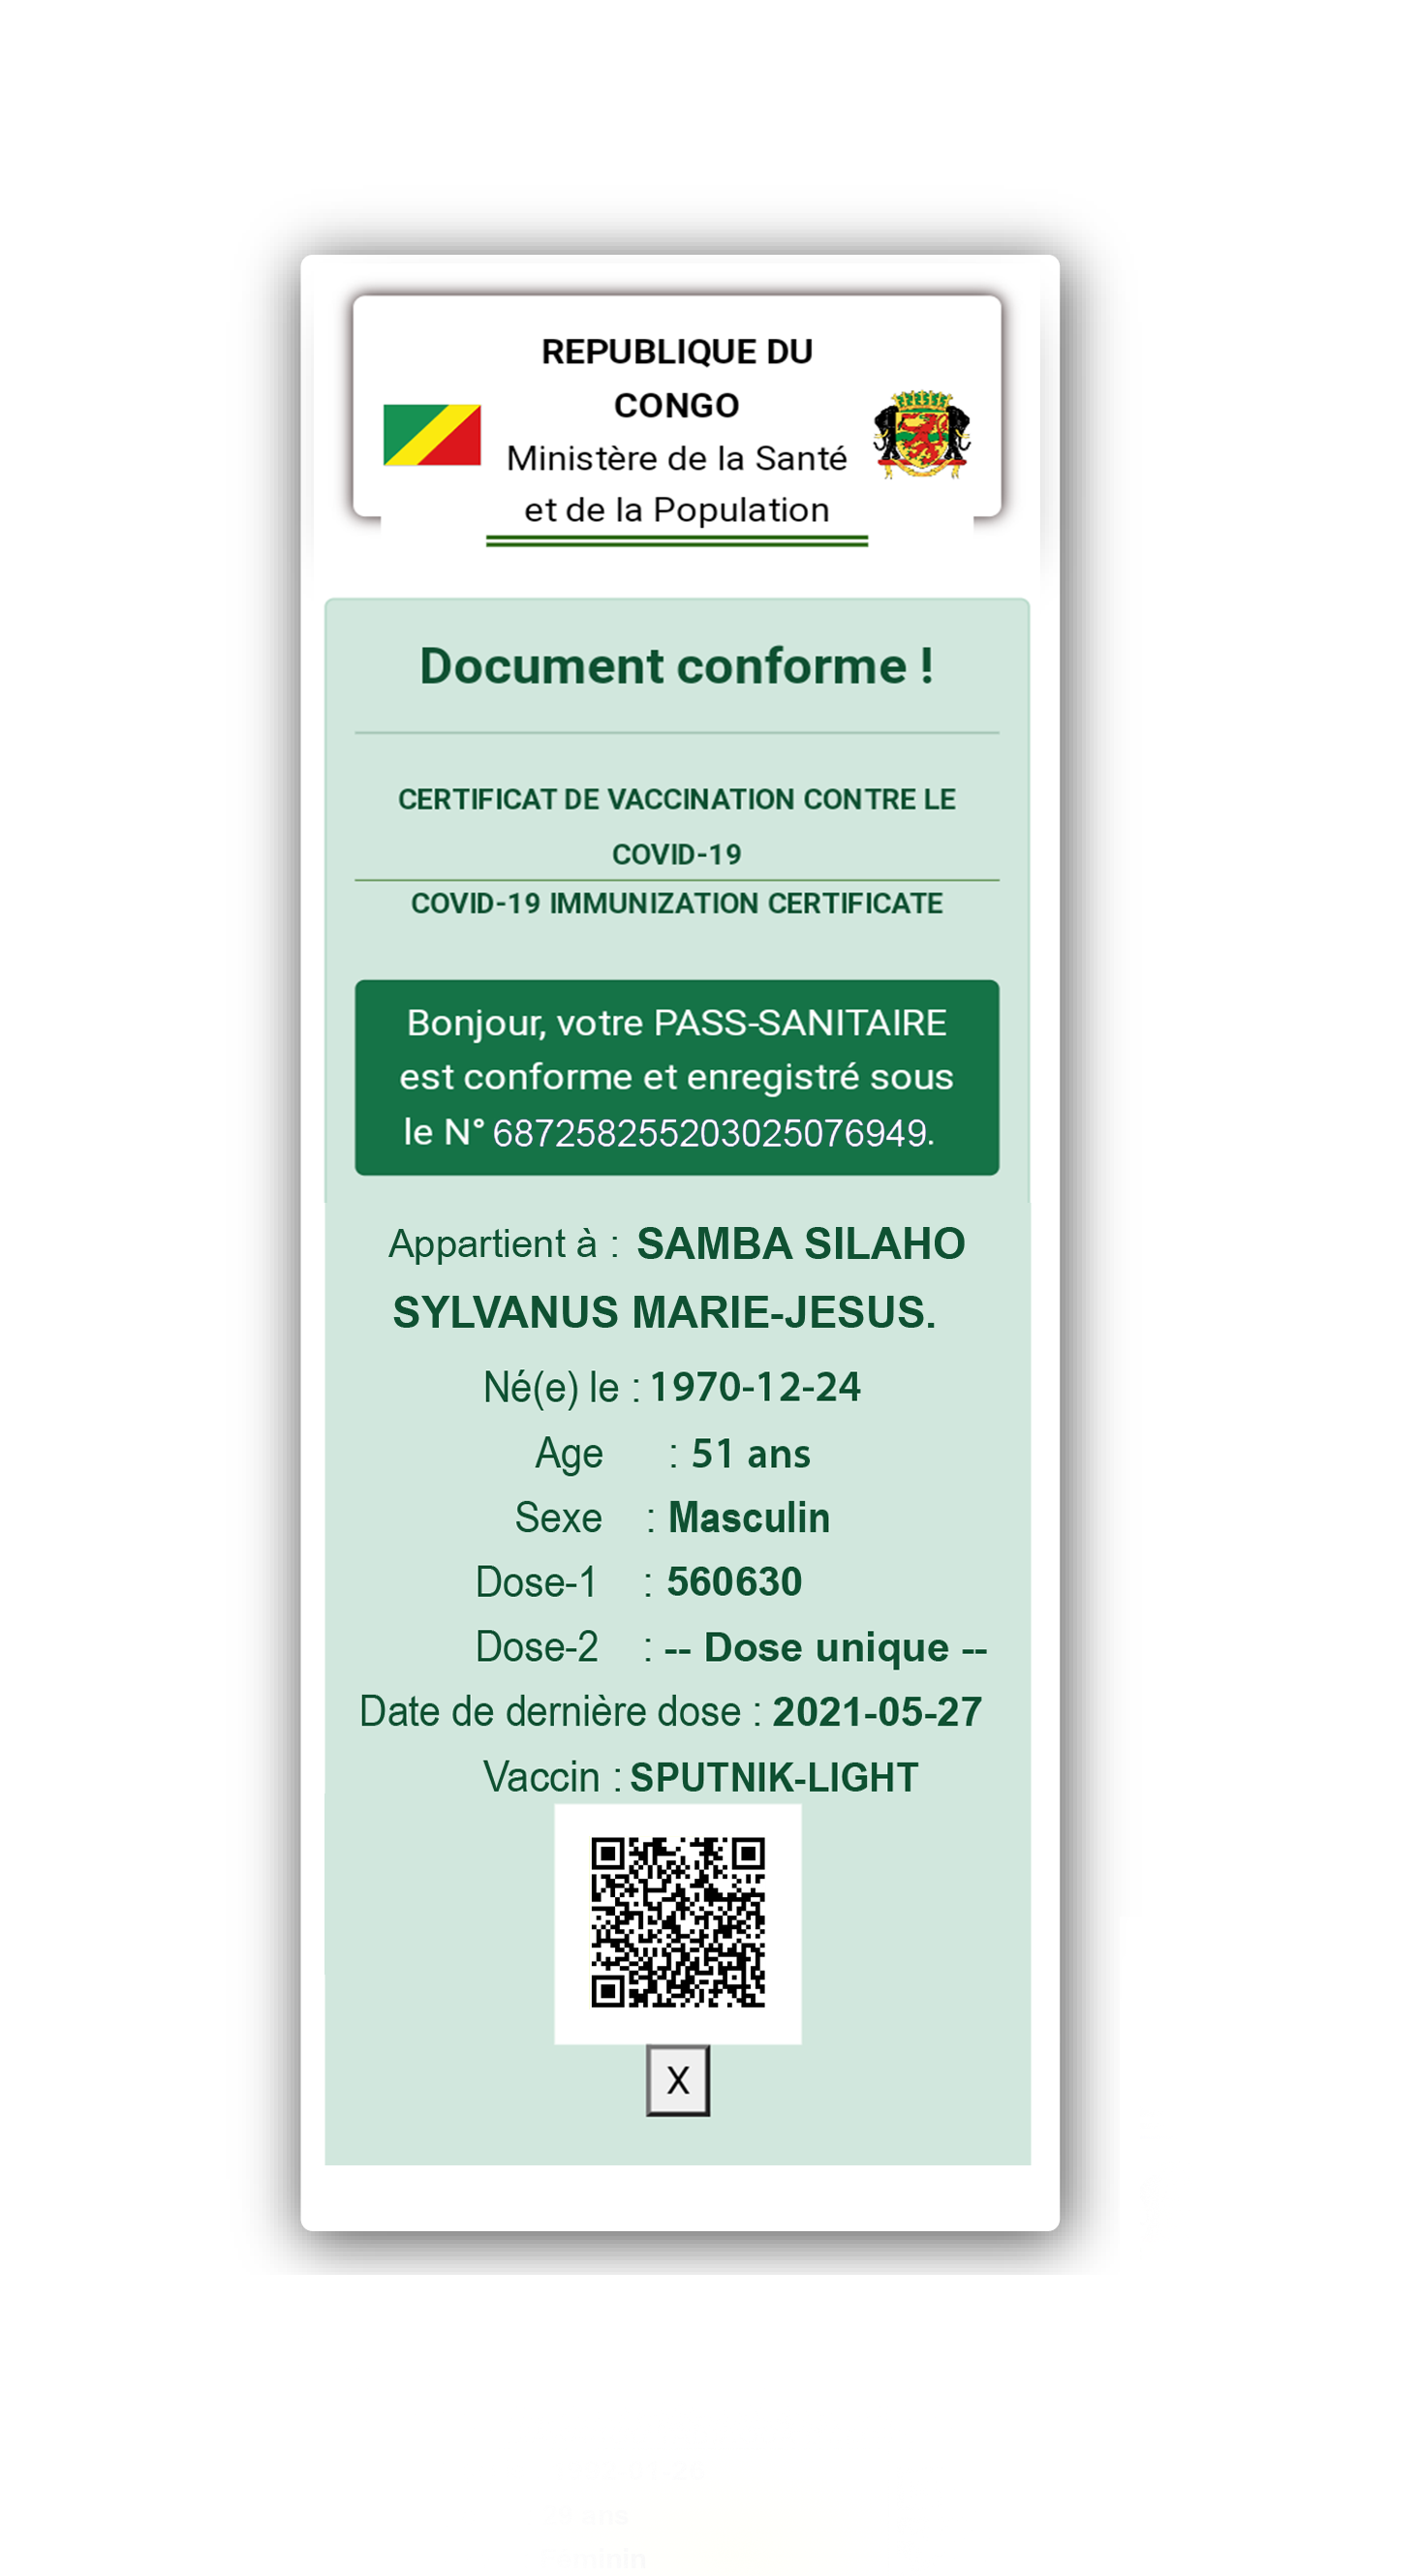 REPUBLIQUE DU
CONGO
Ministère de la Santé
et de la Population
Document conforme !
CERTIFICAT DE VACCINATION CONTRE LE
COVID-19
COVID-19 IMMUNIZATION CERTIFICATE
Bonjour, votre PASS-SANITAIRE
est conforme et enregistré sous
le N° 687258255203025076949.
Appartient à : SAMBA SILAHO
SYLVANUS MARIE-JESUS.
Né(e) le : 1970-12-24
Age : 51 ans
Sexe : Masculin
Dose-1 : 560630
Dose-2 : -- Dose unique --
Date de dernière dose : 2021-05-27
Vaccin : SPUTNIK-LIGHT
X